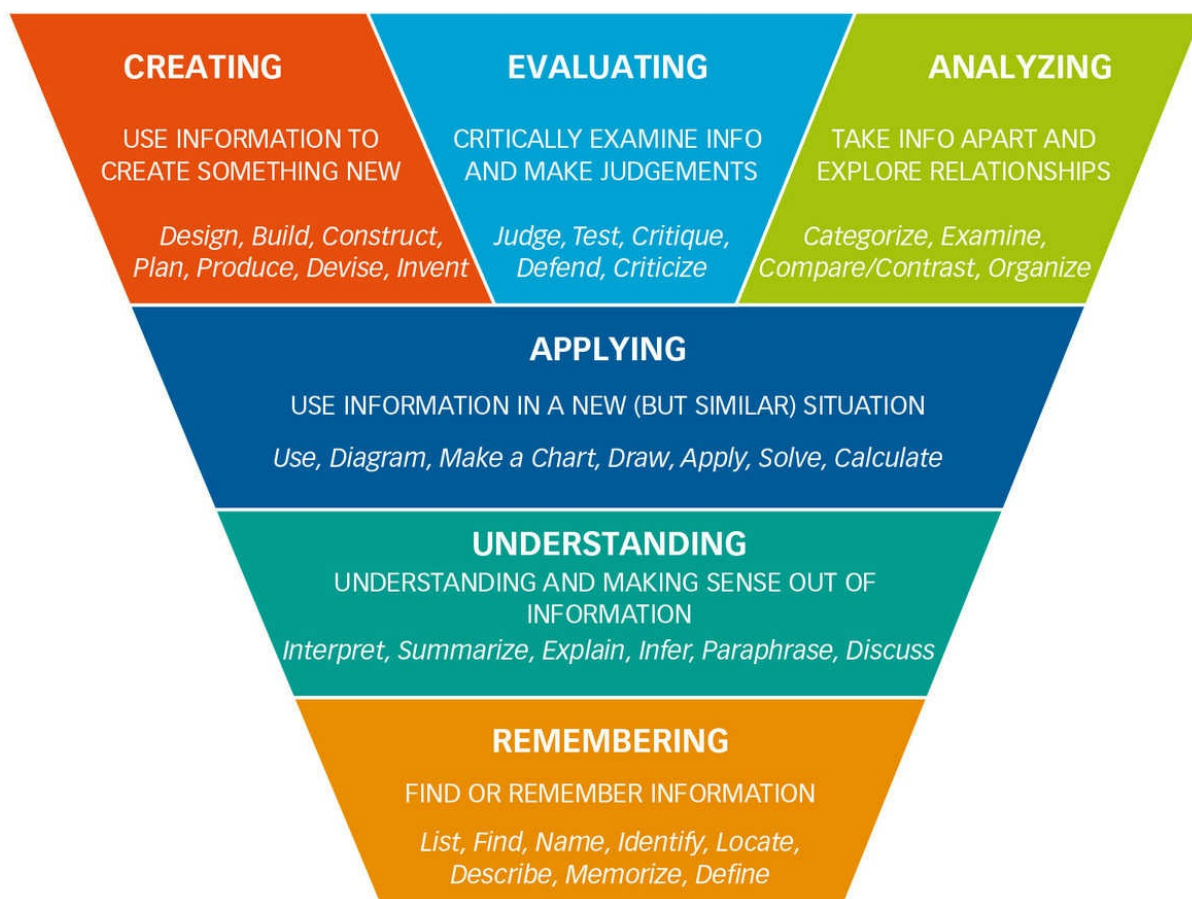 CREATING
USE INFORMATION TO
CREATE SOMETHING NEW
Design, Build, Construct,
Plan, Produce, Devise, Invent
EVALUATING
CRITICALLY EXAMINE INFO
AND MAKE JUDGEMENTS
Judge, Test, Critique,
Defend, Criticize
ANALYZING
TAKE INFO APART AND
EXPLORE RELATIONSHIPS
Categorize, Examine,
Compare/Contrast, Organize
APPLYING
USE INFORMATION IN A NEW (BUT SIMILAR) SITUATION
Use, Diagram, Make a Chart, Draw, Apply, Solve, Calculate
UNDERSTANDING
UNDERSTANDING AND MAKING SENSE OUT OF
INFORMATION
Interpret, Summarize, Explain, Infer, Paraphrase, Discuss
REMEMBERING
FIND OR REMEMBER INFORMATION
List, Find, Name, Identify, Locate,
Describe, Memorize, Define